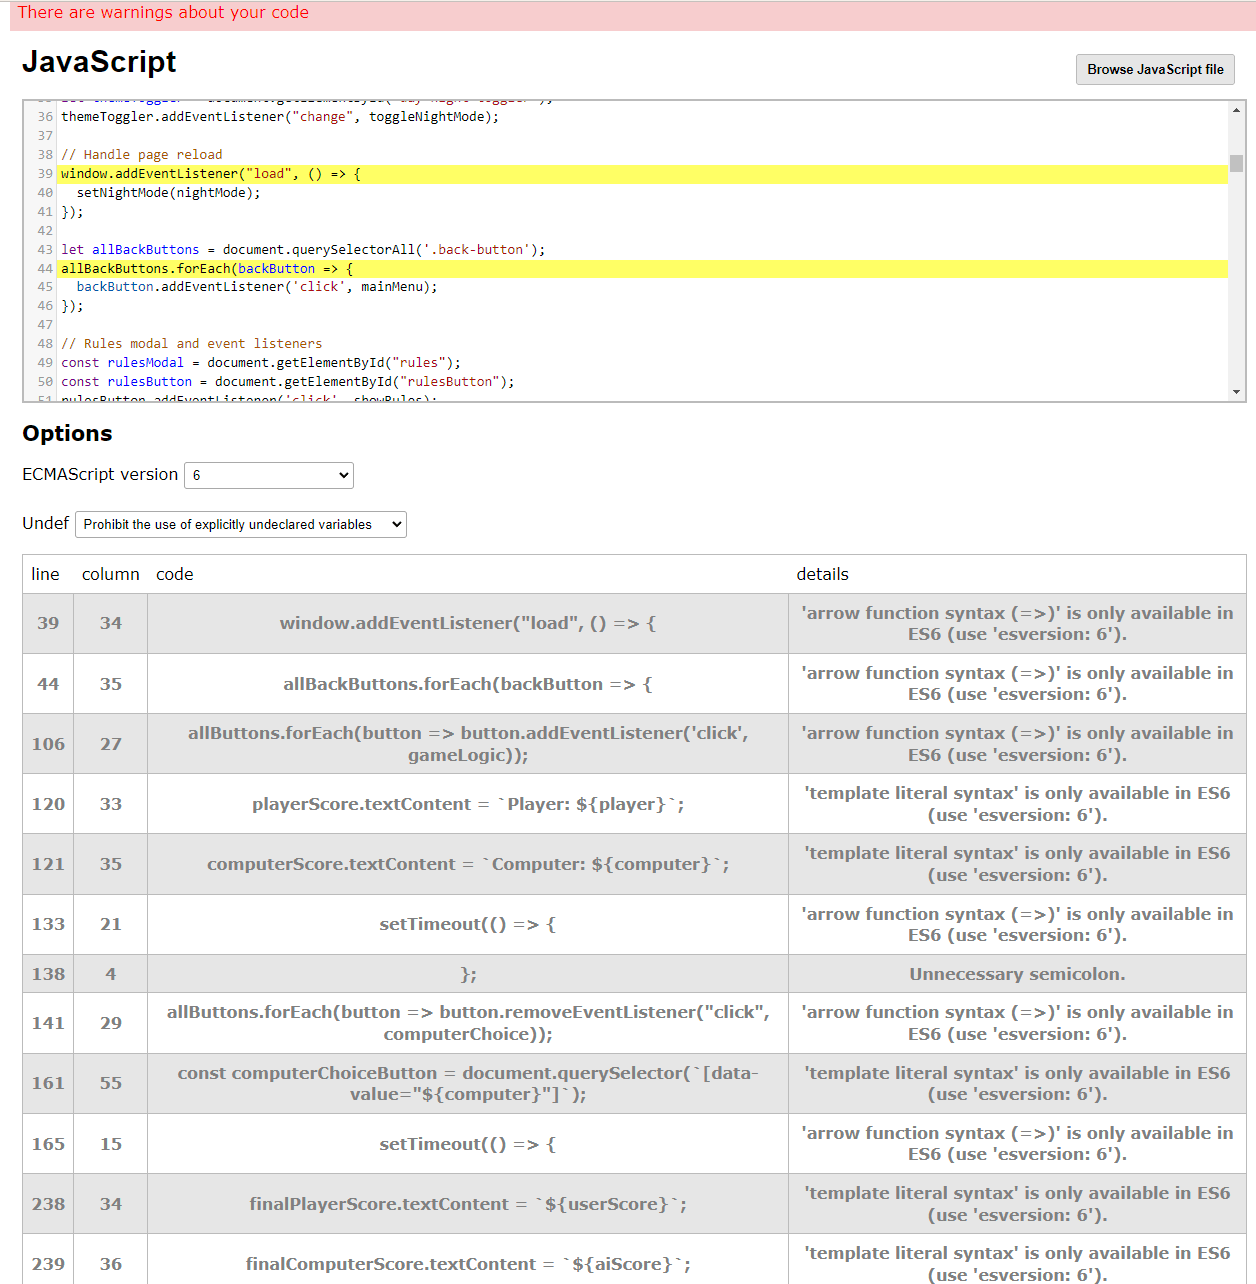 There are warnings about your code
JavaScript
Browse JavaScript file
36 themeToggler.addEventListener("change", toggleNightMode);
37
38 // Handle page reload
39 window.addEventListener("load", () => {
40 setNightMode(nightMode);
41 });
42
43 let allBackButtons = document.querySelectorAll('.back-button');
44 allBackButtons.forEach(backButton => {
45 backButton.addEventListener('click', mainMenu);
46 });
47
48 // Rules modal and event listeners
49 const rulesModal = document.getElementById("rules");
50 const rulesButton = document.getElementById("rulesButton");
51 rulesButton.addEventListener('click', showRules);
Options
ECMAScript version 6
Undef Prohibit the use of explicitly undeclared variables
line column code details
39 34 window.addEventListener("load", () => { 'arrow function syntax (=>)' is only available in
ES6 (use 'esversion: 6').
44 35 allBackButtons.forEach(backButton => { 'arrow function syntax (=>)' is only available in
ES6 (use 'esversion: 6').
106 27 allButtons.forEach(button => button.addEventListener('click', 'arrow function syntax (=>)' is only available in
gameLogic)); ES6 (use 'esversion: 6').
120 33 playerScore.textContent = `Player: ${player}`; 'template literal syntax' is only available in ES6
(use 'esversion: 6').
121 35 computerScore.textContent = `Computer: ${computer}`; 'template literal syntax' is only available in ES6
(use 'esversion: 6').
133 21 setTimeout(() => { 'arrow function syntax (=>)' is only available in
ES6 (use 'esversion: 6').
138 4 }; Unnecessary semicolon.
141 29 allButtons.forEach(button => button.removeEventListener("click", 'arrow function syntax (=>)' is only available in
computerChoice)); ES6 (use 'esversion: 6').
161 55 const computerChoiceButton = document.querySelector(`[data- 'template literal syntax' is only available in ES6
value="${computer}"]`); (use 'esversion: 6').
165 15 setTimeout(() => { 'arrow function syntax (=>)' is only available in
ES6 (use 'esversion: 6').
238 34 finalPlayerScore.textContent = `${userScore}`; 'template literal syntax' is only available in ES6
(use 'esversion: 6').
239 36 finalComputerScore.textContent = `${aiScore}`; 'template literal syntax' is only available in ES6
(use 'esversion: 6').